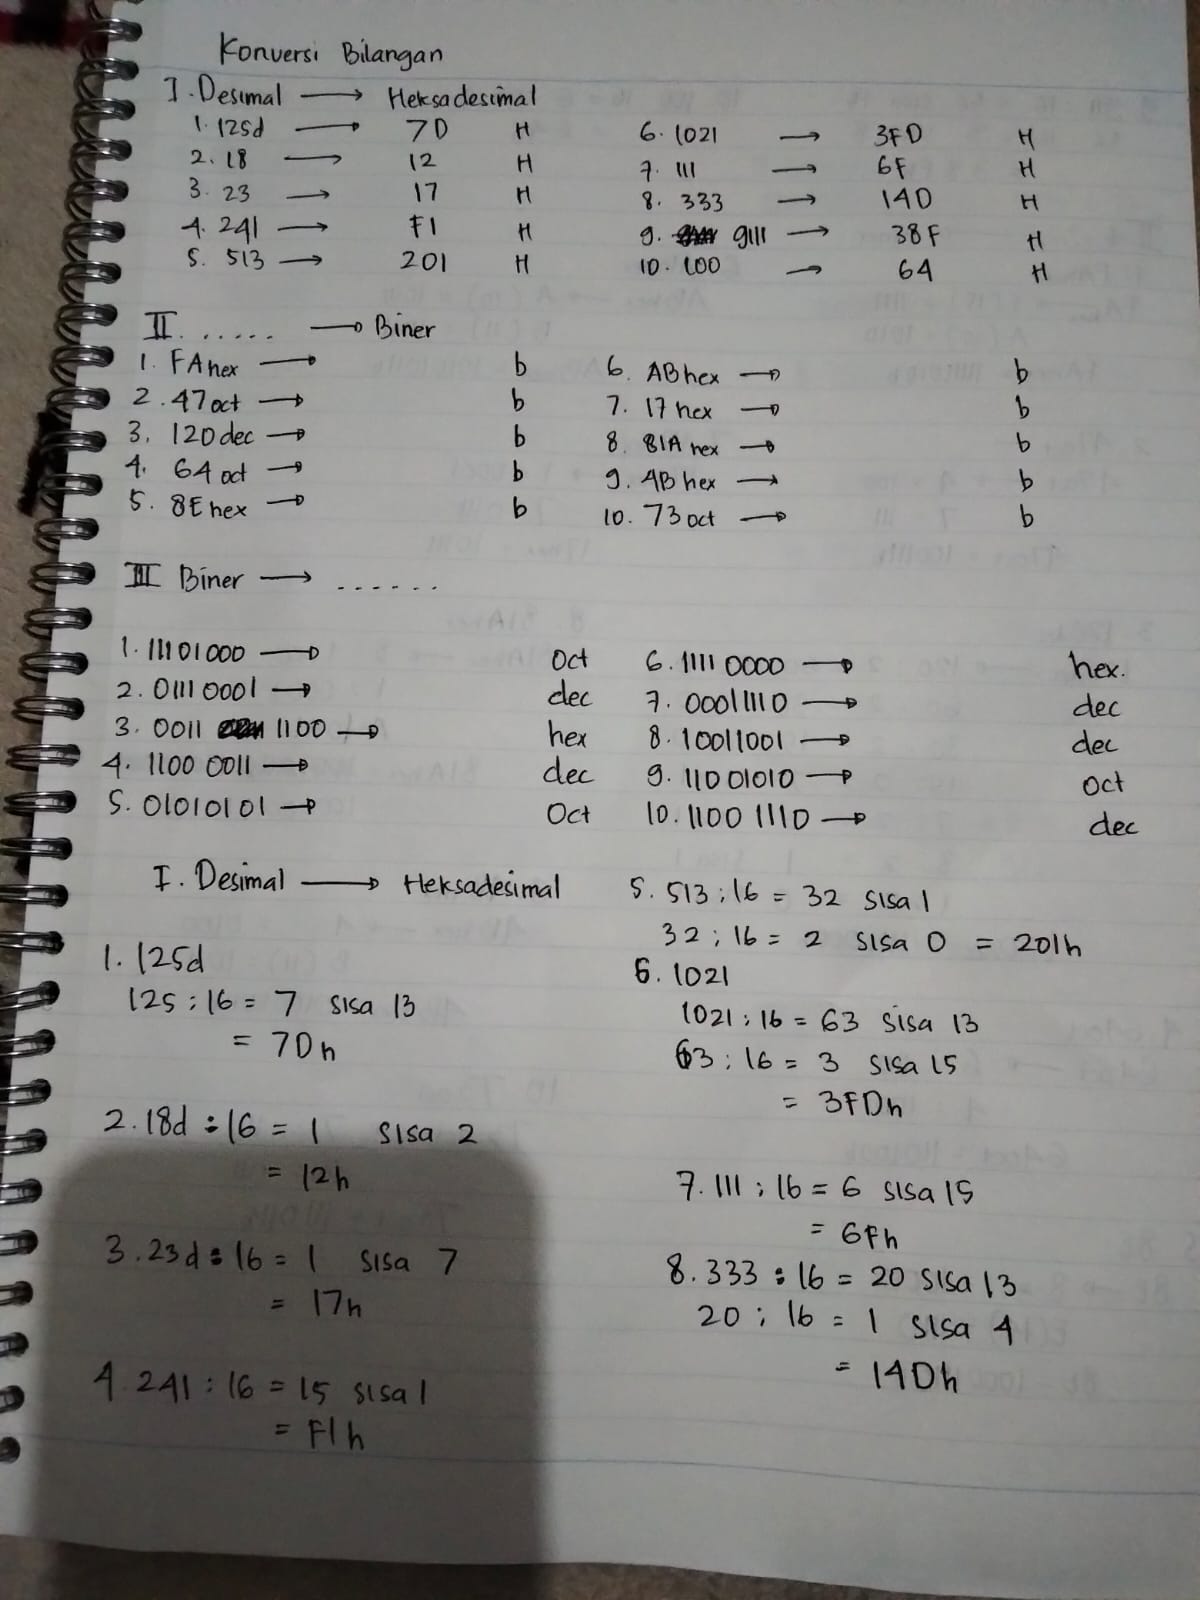 Konversi Bilangan
I. Desimal → Heksadesimal
1. 125d → 7D H
2. 18 → 12 H
3. 23 → 17 H
4. 241 → F1 H
5. 513 → 201 H
6. 1021 → 3FD H
7. 111 → 6F H
8. 333 → 14D H
9. 9111 → 38F H
10. 100 → 64 H
II. ...... → Biner
1. FA hex → b
2. 47 oct → b
3. 120 dec → b
4. 64 oct → b
5. 8E hex → b
6. AB hex → b
7. 17 hex → b
8. 81A hex → b
9. 4B hex → b
10. 73 oct → b
III Biner → ......
1. 11101000 → Oct
2. 0111 0001 → dec
3. 0011 1100 → hex
4. 1100 0011 → dec
5. 01010101 → Oct
6. 1111 0000 → hex.
7. 00011110 → dec
8. 10011001 → dec
9. 11001010 → Oct
10. 1100 1110 → dec
I. Desimal → Heksadesimal
1. 125d
125 : 16 = 7 sisa 13
= 7Dh
2. 18d : 16 = 1 sisa 2
= 12h
3. 23d : 16 = 1 sisa 7
= 17h
4. 241 : 16 = 15 sisa 1
= F1h
5. 513 : 16 = 32 sisa 1
32 : 16 = 2 sisa 0 = 201h
6. 1021
1021 : 16 = 63 sisa 13
63 : 16 = 3 sisa 15
= 3FDh
7. 111 : 16 = 6 sisa 15
= 6Fh
8. 333 : 16 = 20 sisa 13
20 : 16 = 1 sisa 4
= 14Dh